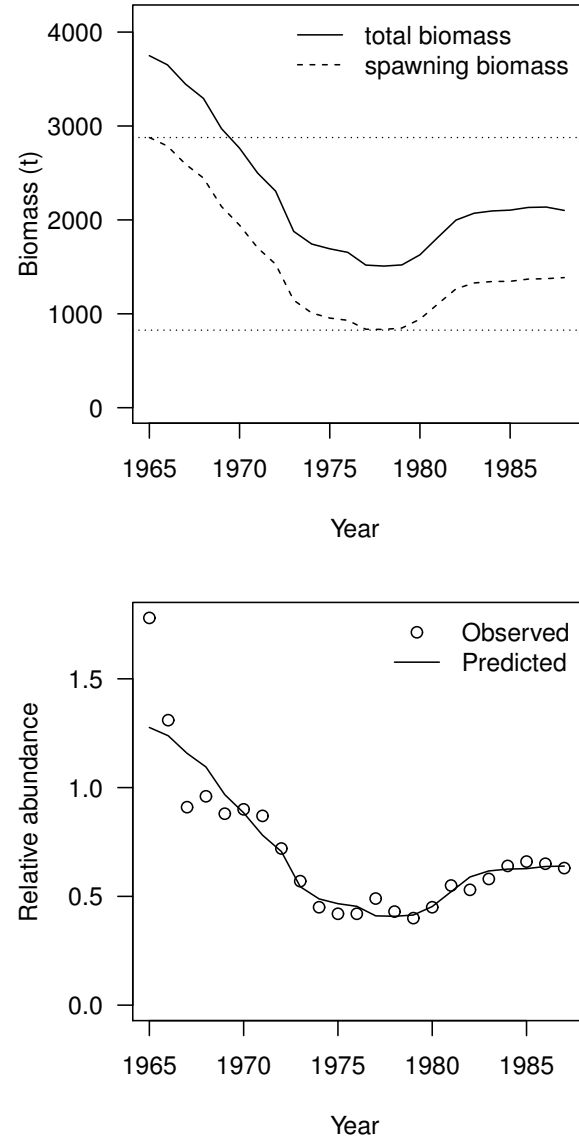 4000
3000
2000
1000
0
Biomass (t)
total biomass
spawning biomass
1965 1970 1975 1980 1985
Year
1.5
1.0
0.5
0.0
Relative abundance
Observed
Predicted
1965 1970 1975 1980 1985
Year